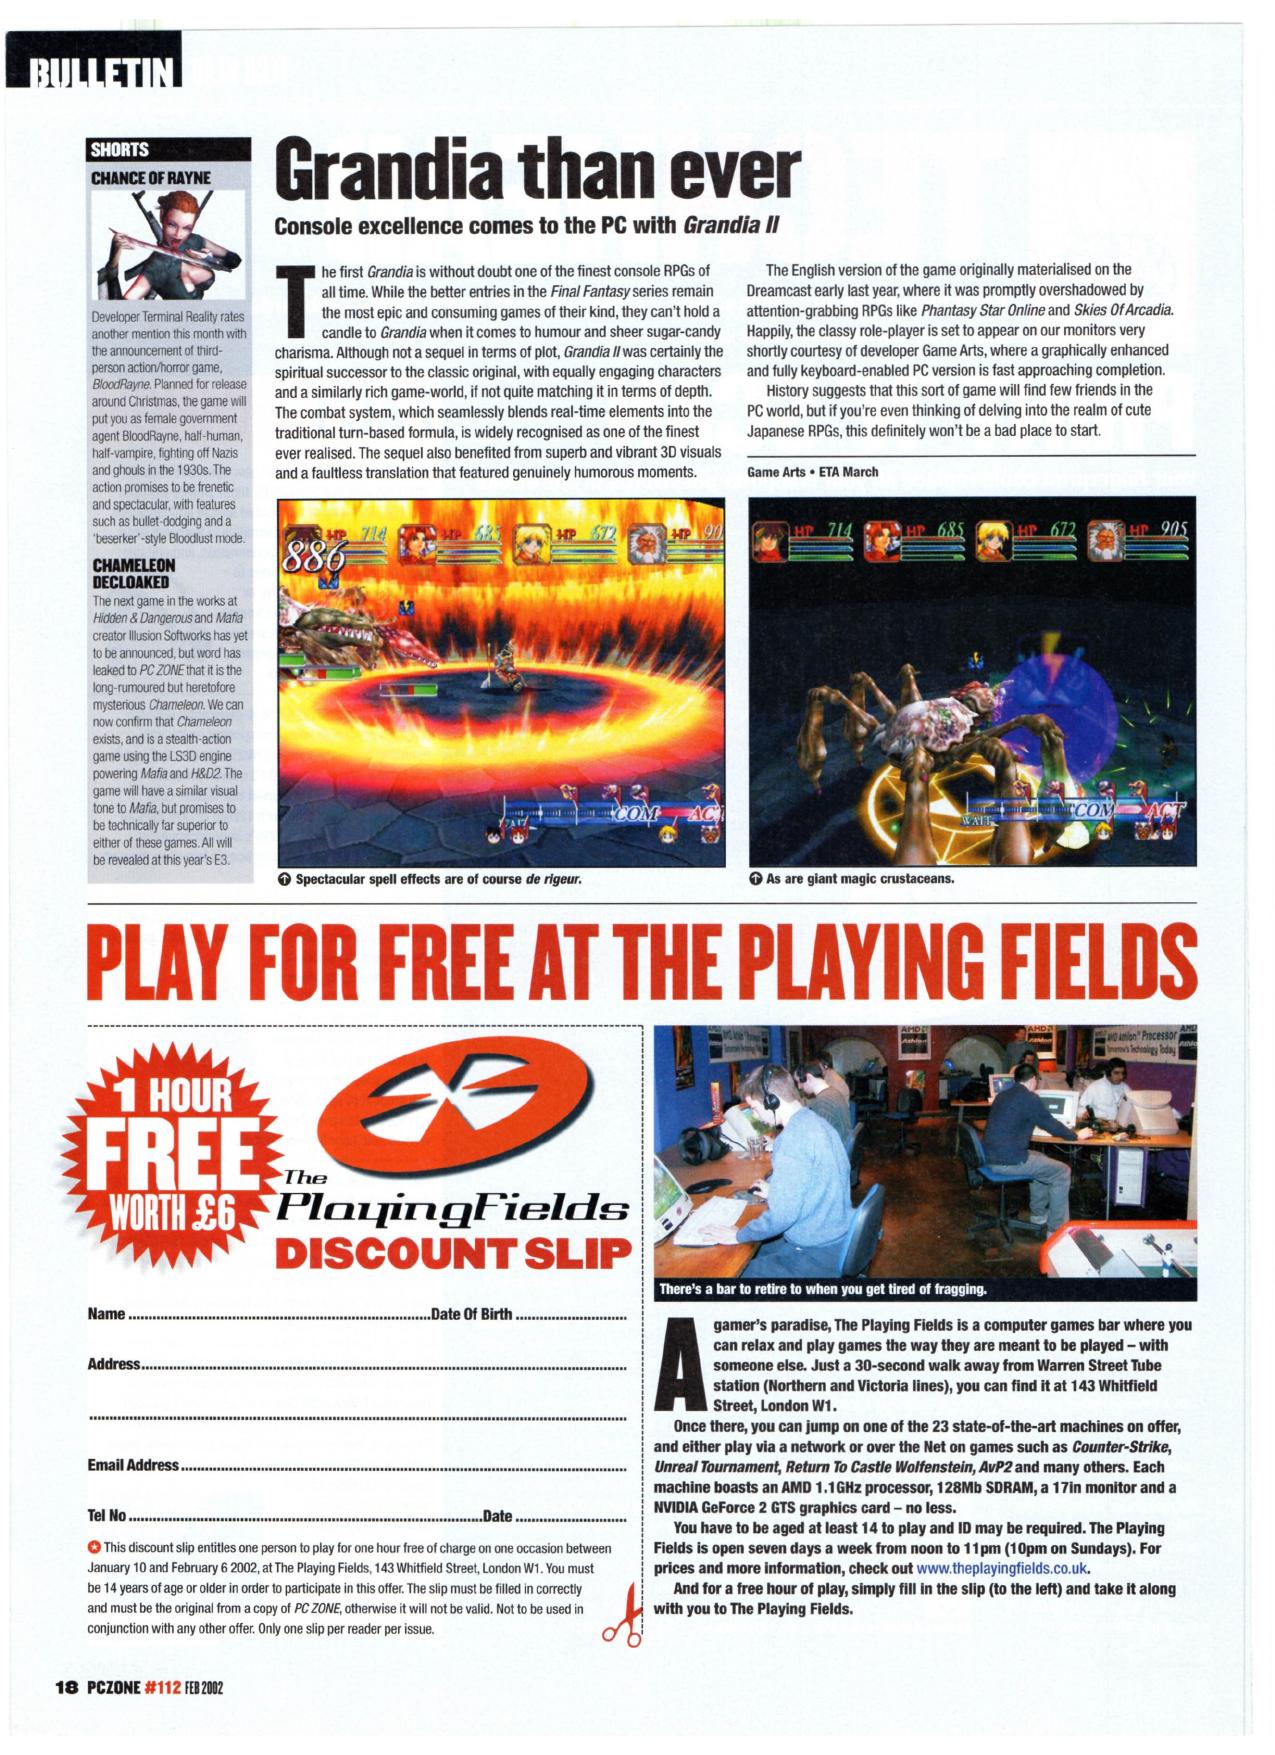 BULLETIN
SHORTS
CHANCE OF RAYNE
Developer Terminal Reality rates
another mention this month with
the announcement of third-
person action/horror game,
BloodRayne. Planned for release
around Christmas, the game will
put you as female government
agent BloodRayne, half-human,
half-vampire, fighting off Nazis
and ghouls in the 1930s. The
action promises to be frenetic
and spectacular, with features
such as bullet-dodging and a
'beserker'-style Bloodlust mode.
CHAMELEON
DECLOAKED
The next game in the works at
Hidden & Dangerous and Mafia
creator Illusion Softworks has yet
to be announced, but word has
leaked to PC ZONE that it is the
long-rumoured but heretofore
mysterious Chameleon. We can
now confirm that Chameleon
exists, and is a stealth-action
game using the LS3D engine
powering Mafia and H&D2. The
game will have a similar visual
tone to Mafia, but promises to
be technically far superior to
either of these games. All will
be revealed at this year's E3.
Grandia than ever
Console excellence comes to the PC with Grandia II
The first Grandia is without doubt one of the finest console RPGs of
all time. While the better entries in the Final Fantasy series remain
the most epic and consuming games of their kind, they can't hold a
candle to Grandia when it comes to humour and sheer sugar-candy
charisma. Although not a sequel in terms of plot, Grandia II was certainly the
spiritual successor to the classic original, with equally engaging characters
and a similarly rich game-world, if not quite matching it in terms of depth.
The combat system, which seamlessly blends real-time elements into the
traditional turn-based formula, is widely recognised as one of the finest
ever realised. The sequel also benefited from superb and vibrant 3D visuals
and a faultless translation that featured genuinely humorous moments.
The English version of the game originally materialised on the
Dreamcast early last year, where it was promptly overshadowed by
attention-grabbing RPGs like Phantasy Star Online and Skies Of Arcadia.
Happily, the classy role-player is set to appear on our monitors very
shortly courtesy of developer Game Arts, where a graphically enhanced
and fully keyboard-enabled PC version is fast approaching completion.
History suggests that this sort of game will find few friends in the
PC world, but if you're even thinking of delving into the realm of cute
Japanese RPGs, this definitely won't be a bad place to start.
Game Arts • ETA March
HP 714 HP 685 HP 672 HP 90
886
COM ACT
Spectacular spell effects are of course de rigeur.
HP 714 HP 685 HP 672 HP 905
WAIT COM ACT
As are giant magic crustaceans.
PLAY FOR FREE AT THE PLAYING FIELDS
1 HOUR
FREE
WORTH £6
The
PlayingFields
DISCOUNT SLIP
Name Date Of Birth
Address
Email Address
Tel No Date
This discount slip entitles one person to play for one hour free of charge on one occasion between
January 10 and February 6 2002, at The Playing Fields, 143 Whitfield Street, London W1. You must
be 14 years of age or older in order to participate in this offer. The slip must be filled in correctly
and must be the original from a copy of PC ZONE, otherwise it will not be valid. Not to be used in
conjunction with any other offer. Only one slip per reader per issue.
AMD Athlon Processor
Tomorrow's Technology Today
AMD
Athlon
AMD
Athlon
AMD Athlon Processor
Tomorrow's Technology Today
AMD
There's a bar to retire to when you get tired of fragging.
A gamer's paradise, The Playing Fields is a computer games bar where you
can relax and play games the way they are meant to be played – with
someone else. Just a 30-second walk away from Warren Street Tube
station (Northern and Victoria lines), you can find it at 143 Whitfield
Street, London W1.
Once there, you can jump on one of the 23 state-of-the-art machines on offer,
and either play via a network or over the Net on games such as Counter-Strike,
Unreal Tournament, Return To Castle Wolfenstein, AvP2 and many others. Each
machine boasts an AMD 1.1GHz processor, 128Mb SDRAM, a 17in monitor and a
NVIDIA GeForce 2 GTS graphics card – no less.
You have to be aged at least 14 to play and ID may be required. The Playing
Fields is open seven days a week from noon to 11pm (10pm on Sundays). For
prices and more information, check out www.theplayingfields.co.uk.
And for a free hour of play, simply fill in the slip (to the left) and take it along
with you to The Playing Fields.
18 PCZONE #112 FEB 2002